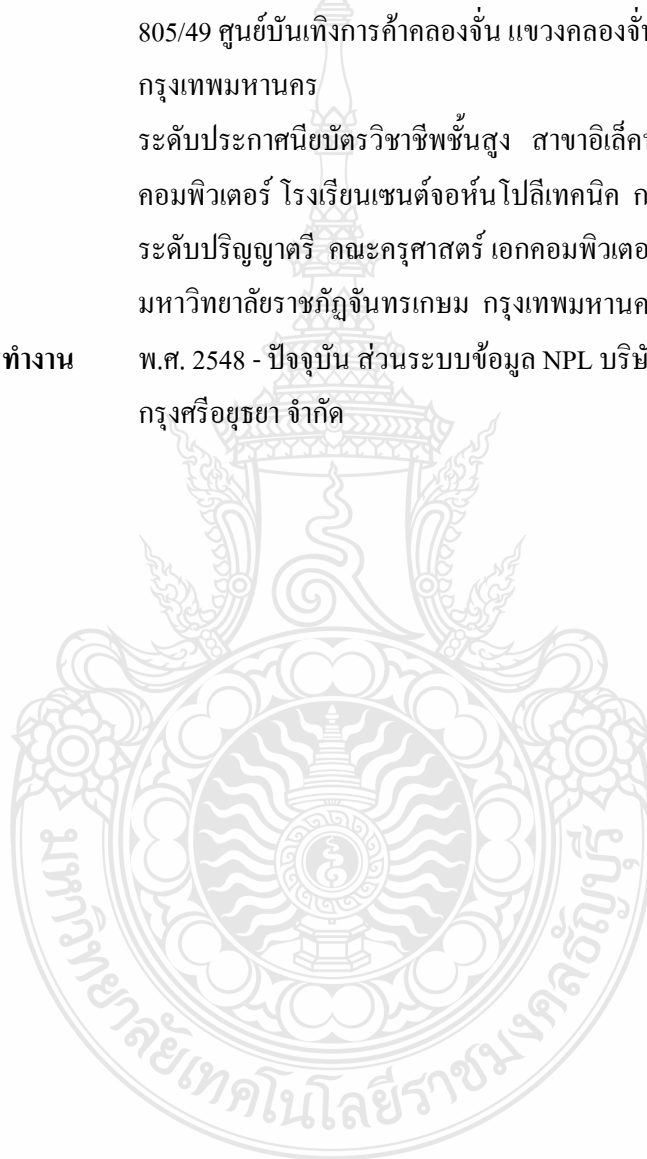 805/49 ศูนย์บันเทิงการค้าคลองจั่น แขวงคลองจั่น
กรุงเทพมหานคร
ระดับประกาศนียบัตรวิชาชีพชั้นสูง สาขาอิเล็ค
คอมพิวเตอร์ โรงเรียนเซนต์จอห์นโปลีเทคนิค ก
ระดับปริญญาตรี คณะครุศาสตร์ เอกคอมพิวเตอ
มหาวิทยาลัยราชภัฏจันทรเกษม กรุงเทพมหานค
ทำงาน พ.ศ. 2548 - ปัจจุบัน ส่วนระบบข้อมูล NPL บริษั
กรุงศรีอยุธยา จำกัด
มหาวิทยาลัยเทคโนโลยีราชมงคลธัญบุรี